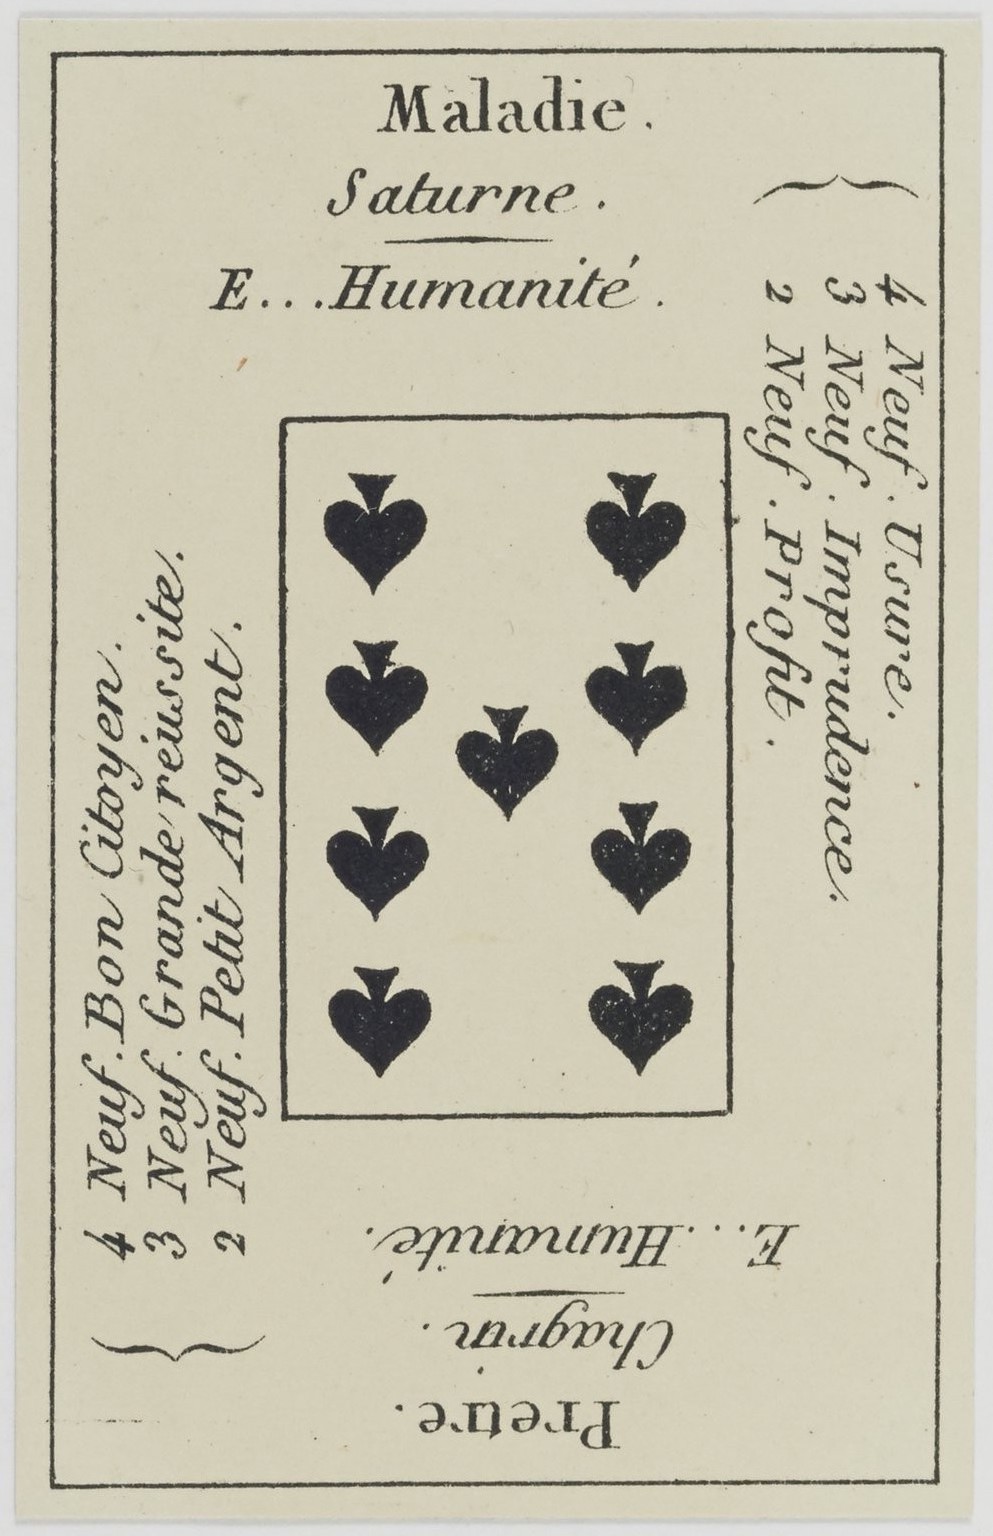 Maladie.
Saturne.
E...Humanité.
4 Neuf. Usure.
3 Neuf. Imprudence.
2 Neuf. Profit.
4 Neuf. Bon Citoyen.
3 Neuf. Grande réussite.
2 Neuf. Petit Argent.
Pretre.
Chagrin.
E...Humanité.